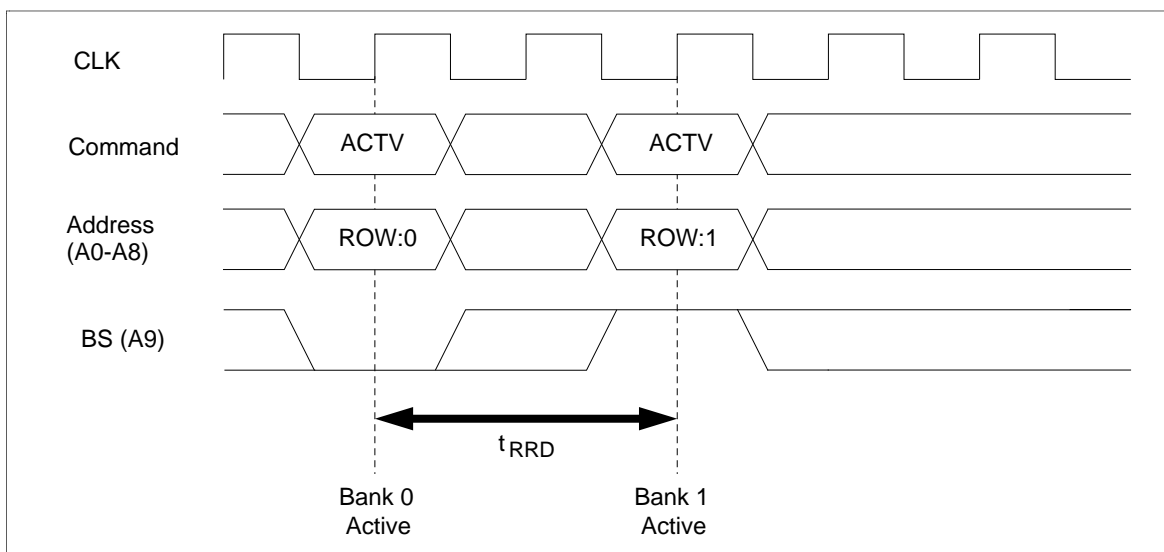 CLK
Command
ACTV
ACTV
Address
(A0-A8)
ROW:0
ROW:1
BS (A9)
tRRD
Bank 0
Active
Bank 1
Active